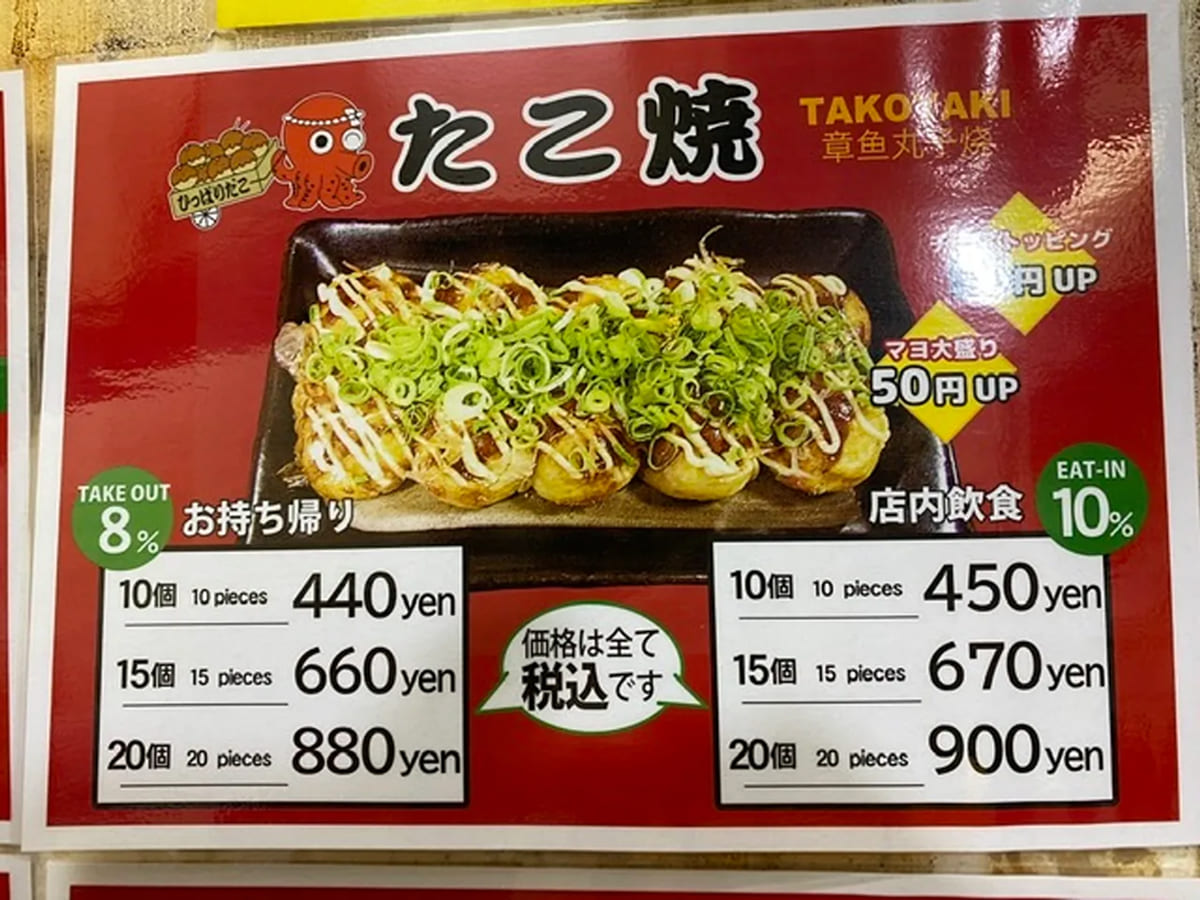 たこ焼
TAKOYAKI
章鱼丸子烧
ひっぱりだこ
トッピング
円 UP
マヨ大盛り
50円 UP
TAKE OUT
8%
お持ち帰り
10個 10 pieces 440yen
15個 15 pieces 660yen
20個 20 pieces 880yen
価格は全て
税込です
店内飲食
EAT-IN
10%
10個 10 pieces 450yen
15個 15 pieces 670yen
20個 20 pieces 900yen